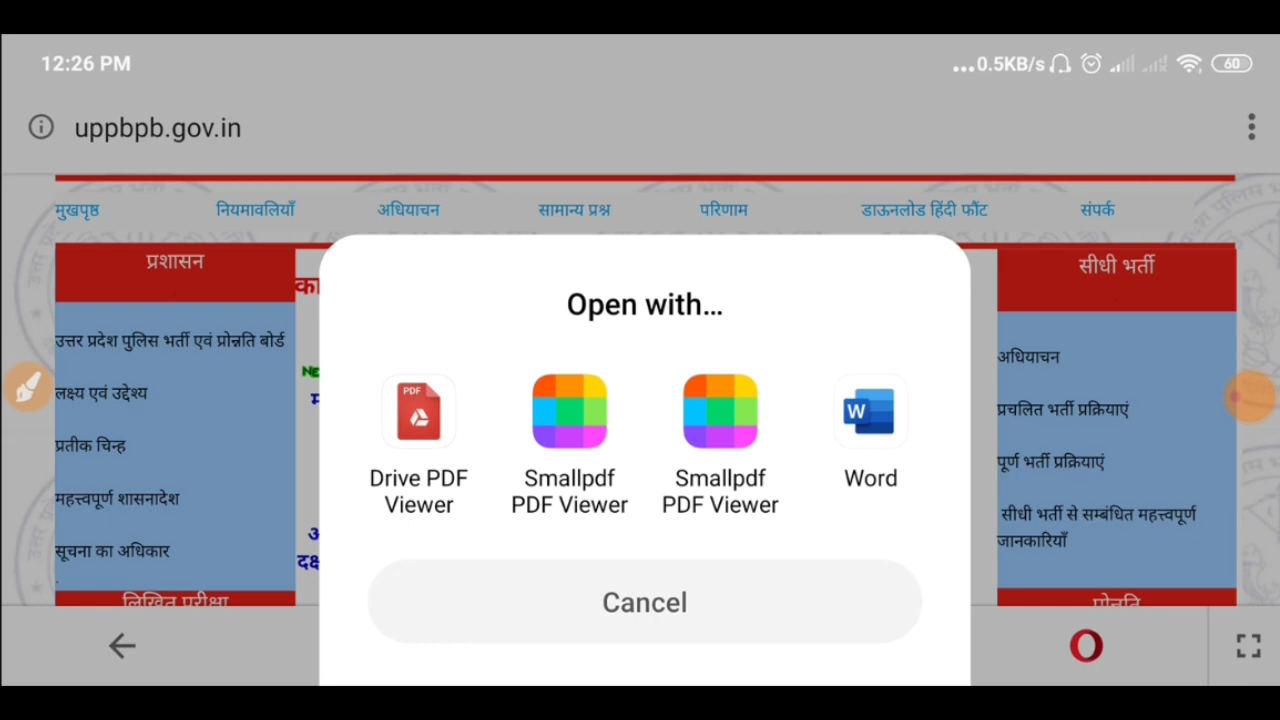 12:26 PM
...0.5KB/s
60
uppbpb.gov.in
मुखपृष्ठ
नियमावलियाँ
अधियाचन
सामान्य प्रश्न
परिणाम
डाऊनलोड हिंदी फौंट
संपर्क
प्रशासन
उत्तर प्रदेश पुलिस भर्ती एवं प्रोन्नति बोर्ड
लक्ष्य एवं उद्देश्य
प्रतीक चिन्ह
महत्त्वपूर्ण शासनादेश
सूचना का अधिकार
लिखित परीक्षा
Open with...
PDF
Drive PDF
Viewer
Smallpdf
PDF Viewer
Smallpdf
PDF Viewer
W
Word
Cancel
सीधी भर्ती
अधियाचन
प्रचलित भर्ती प्रक्रियाएं
पूर्ण भर्ती प्रक्रियाएं
सीधी भर्ती से सम्बंधित महत्त्वपूर्ण
जानकारियाँ
प्रोन्नति